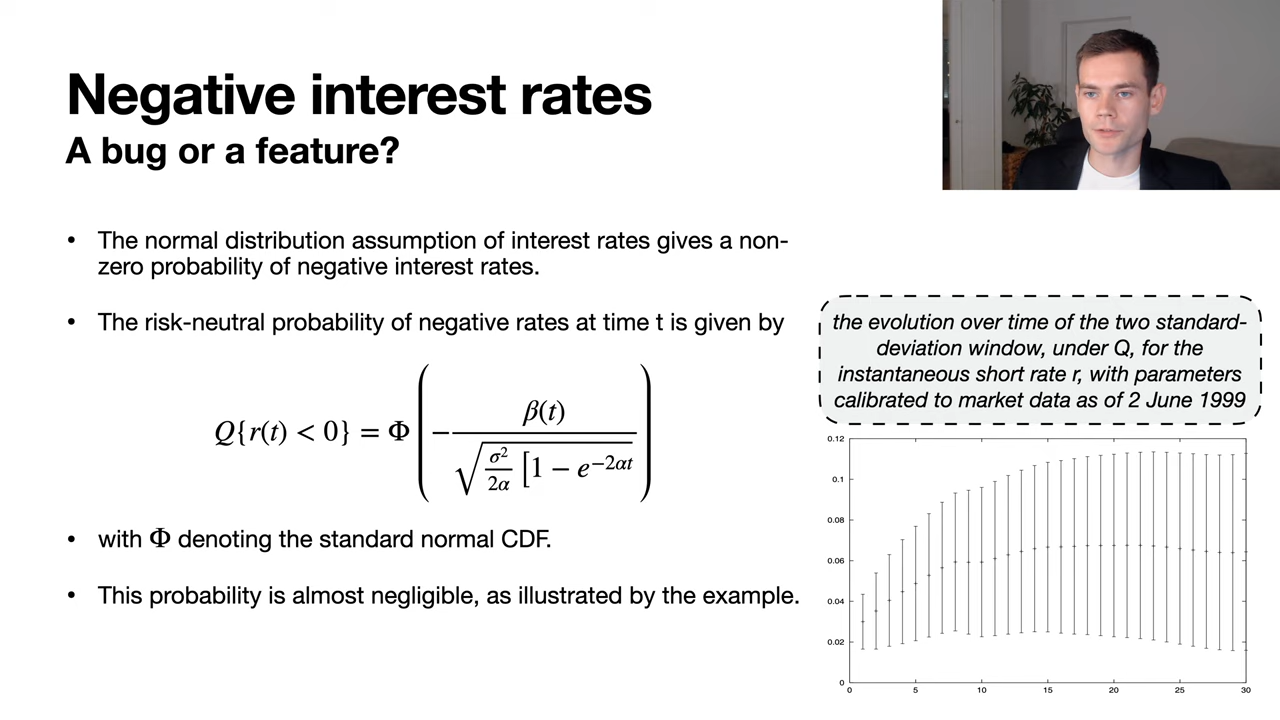 Negative interest rates
A bug or a feature?
• The normal distribution assumption of interest rates gives a non-
zero probability of negative interest rates.
• The risk-neutral probability of negative rates at time t is given by
Q{r(t) < 0} = Φ ( − β(t) / √( σ² / 2α [1 − e^{−2αt} ) )
• with Φ denoting the standard normal CDF.
• This probability is almost negligible, as illustrated by the example.
the evolution over time of the two standard-
deviation window, under Q, for the
instantaneous short rate r, with parameters
calibrated to market data as of 2 June 1999
0.12
0.1
0.08
0.06
0.04
0.02
0
0 5 10 15 20 25 30